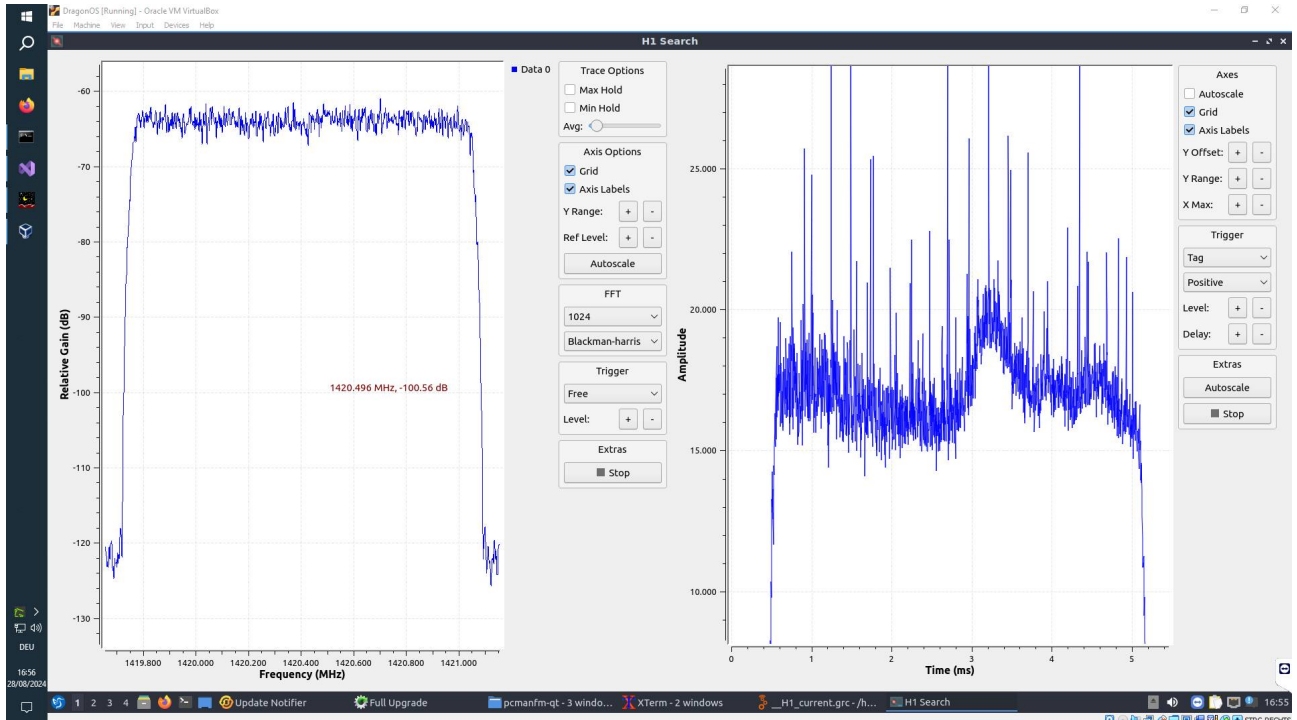 DragonOS [Running] - Oracle VM VirtualBox
File Machine View Input Devices Help
H1 Search
Data 0
-60
-70
-80
-90
-100
-110
-120
-130
Relative Gain (dB)
1420.496 MHz, -100.56 dB
1419.800 1420.000 1420.200 1420.400 1420.600 1420.800 1421.000
Frequency (MHz)
Trace Options
Max Hold
Min Hold
Avg:
Axis Options
Grid
Axis Labels
Y Range: + -
Ref Level: + -
Autoscale
FFT
1024
Blackman-harris
Trigger
Free
Level: + -
Extras
Stop
25.000
20.000
15.000
10.000
Amplitude
0 1 2 3 4 5
Time (ms)
Axes
Autoscale
Grid
Axis Labels
Y Offset: + -
Y Range: + -
X Max: + -
Trigger
Tag
Positive
Level: + -
Delay: + -
Extras
Autoscale
Stop
DEU
16:56
28/08/2024
1 2 3 4 Update Notifier Full Upgrade pcmanfm-qt - 3 windo... XTerm - 2 windows __H1_current.grc - /h... H1 Search 16:55
STRG-RECHTS